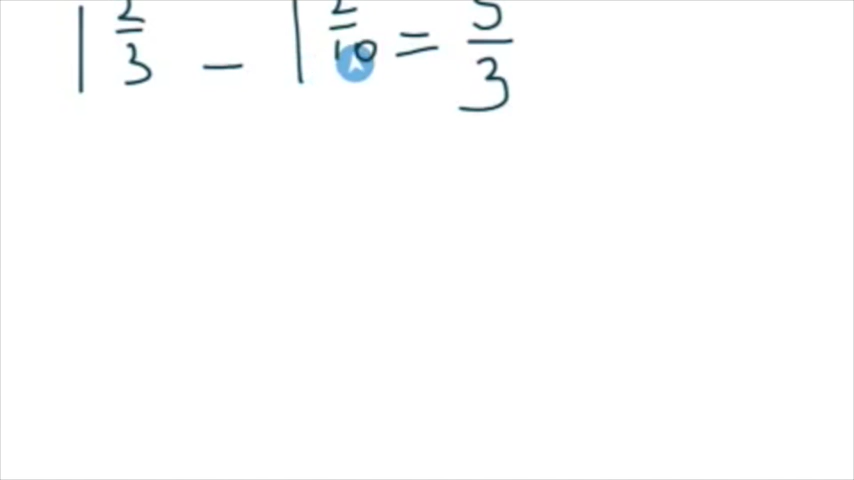 1 2/3 - 1 2/10 = 5/3